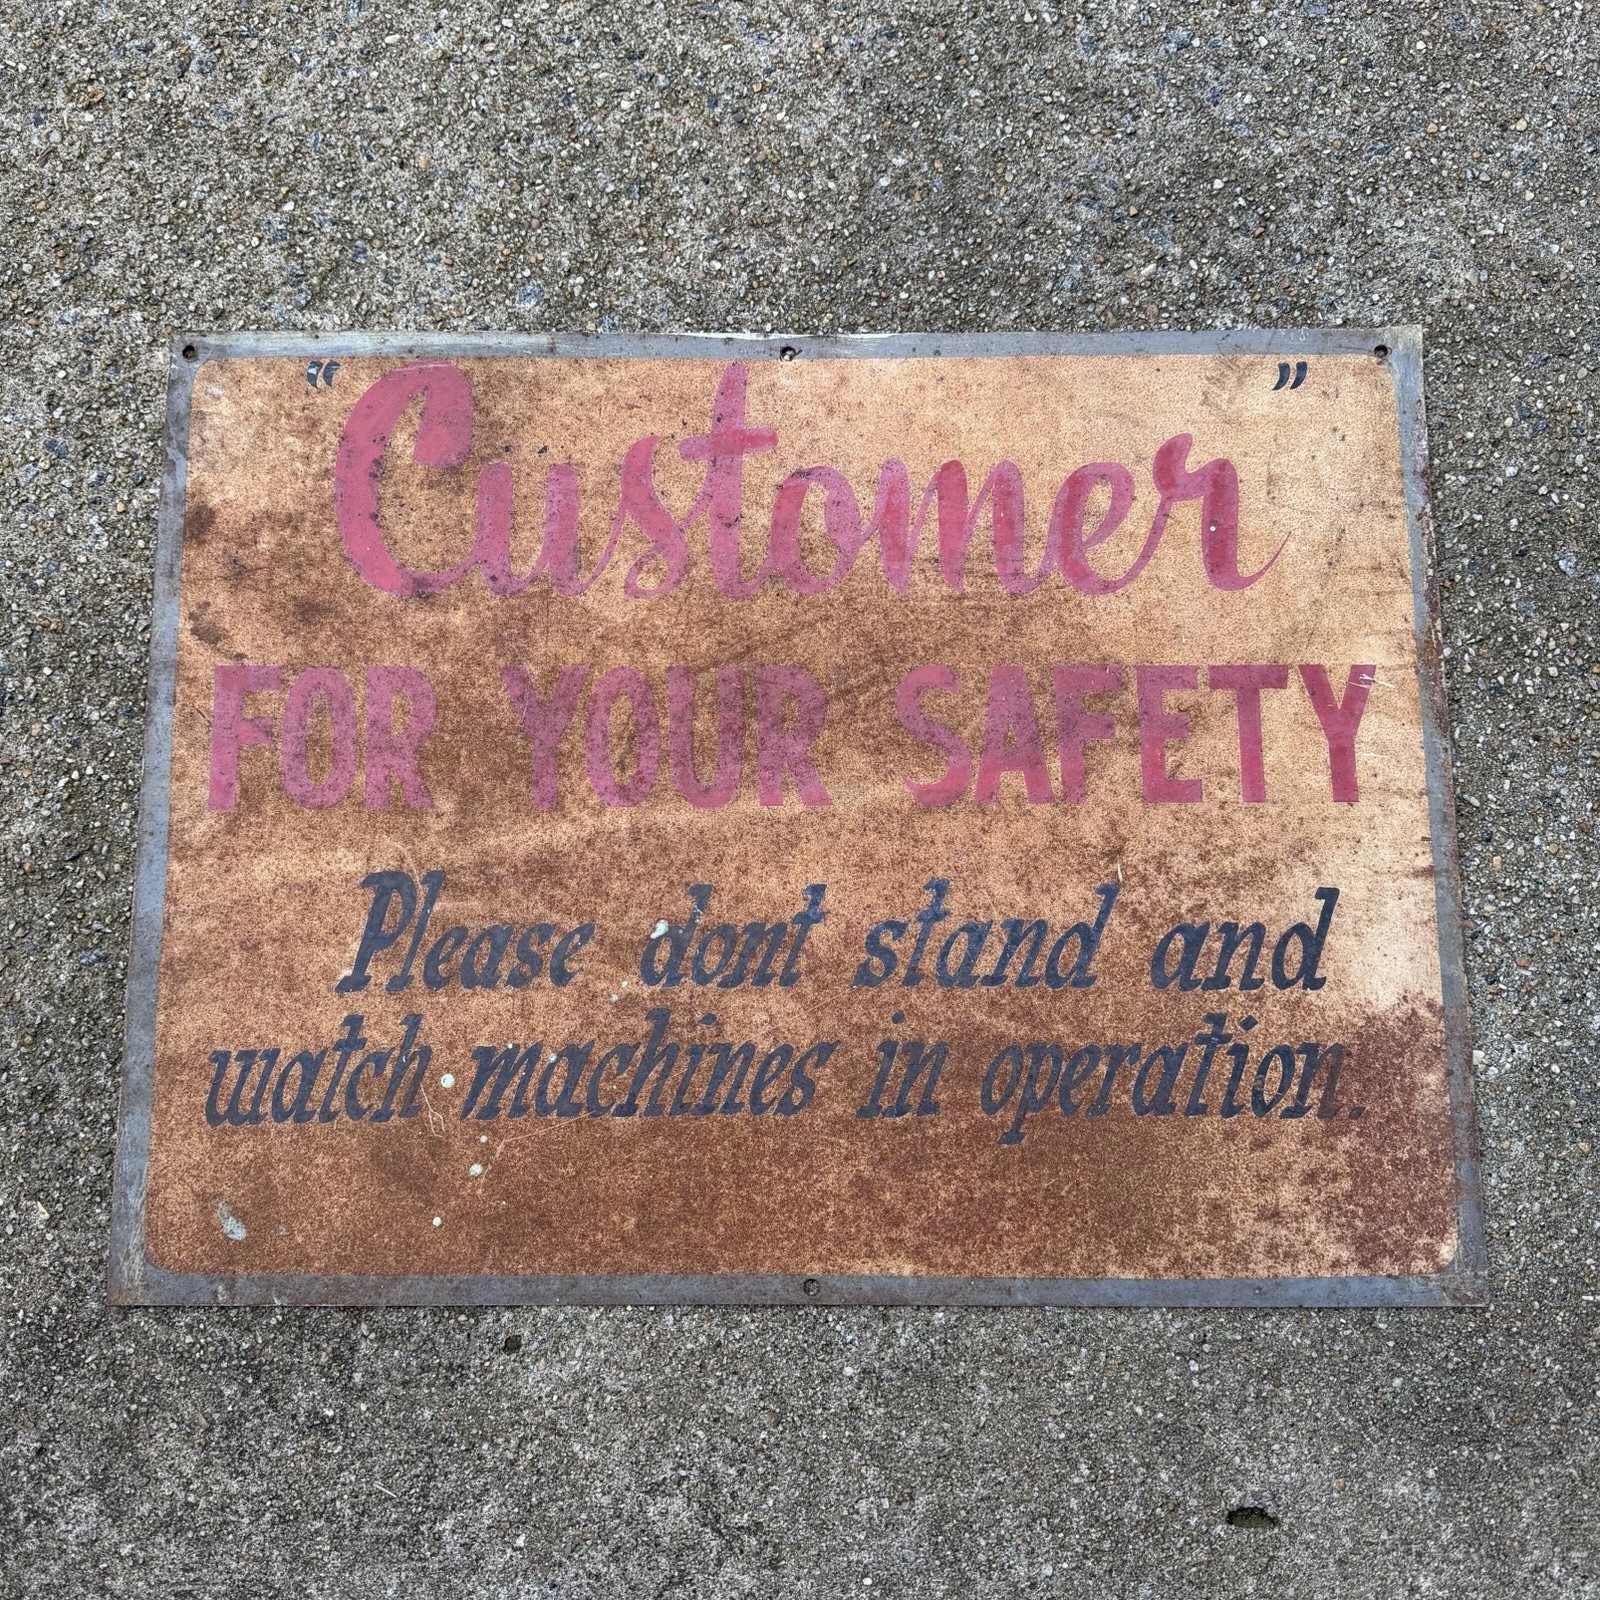 “Customer”
FOR YOUR SAFETY
Please dont stand and
watch machines in operation.